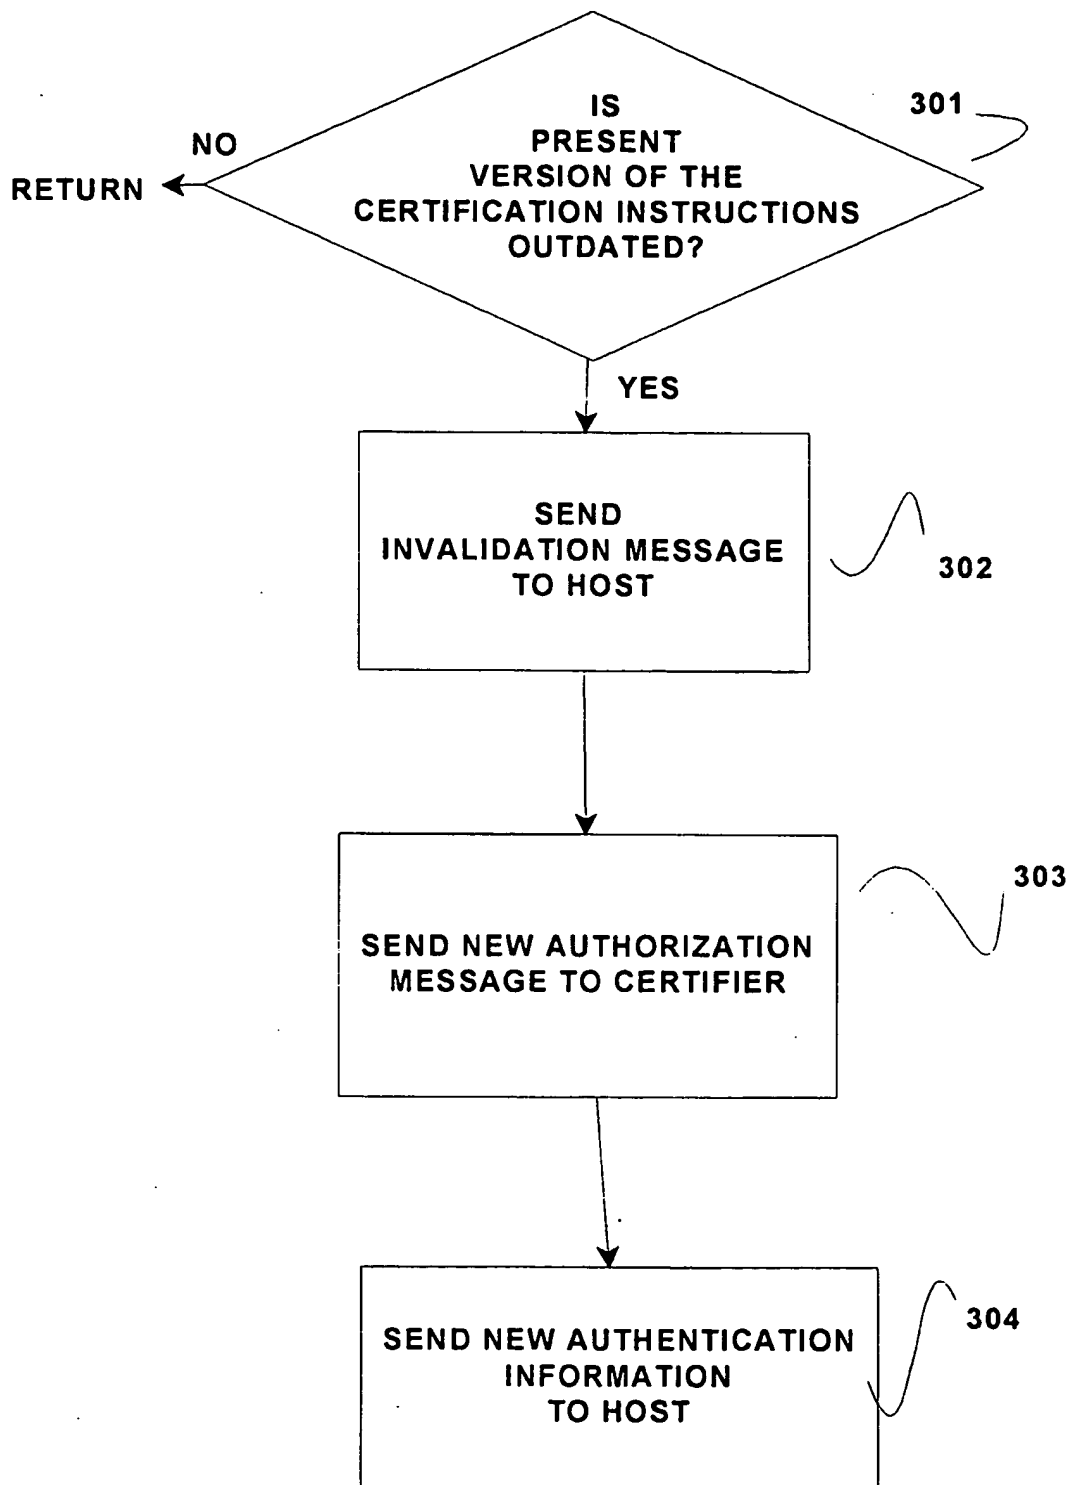 IS
PRESENT
VERSION OF THE
CERTIFICATION INSTRUCTIONS
OUTDATED?
301
NO
RETURN
YES
SEND
INVALIDATION MESSAGE
TO HOST
302
SEND NEW AUTHORIZATION
MESSAGE TO CERTIFIER
303
SEND NEW AUTHENTICATION
INFORMATION
TO HOST
304